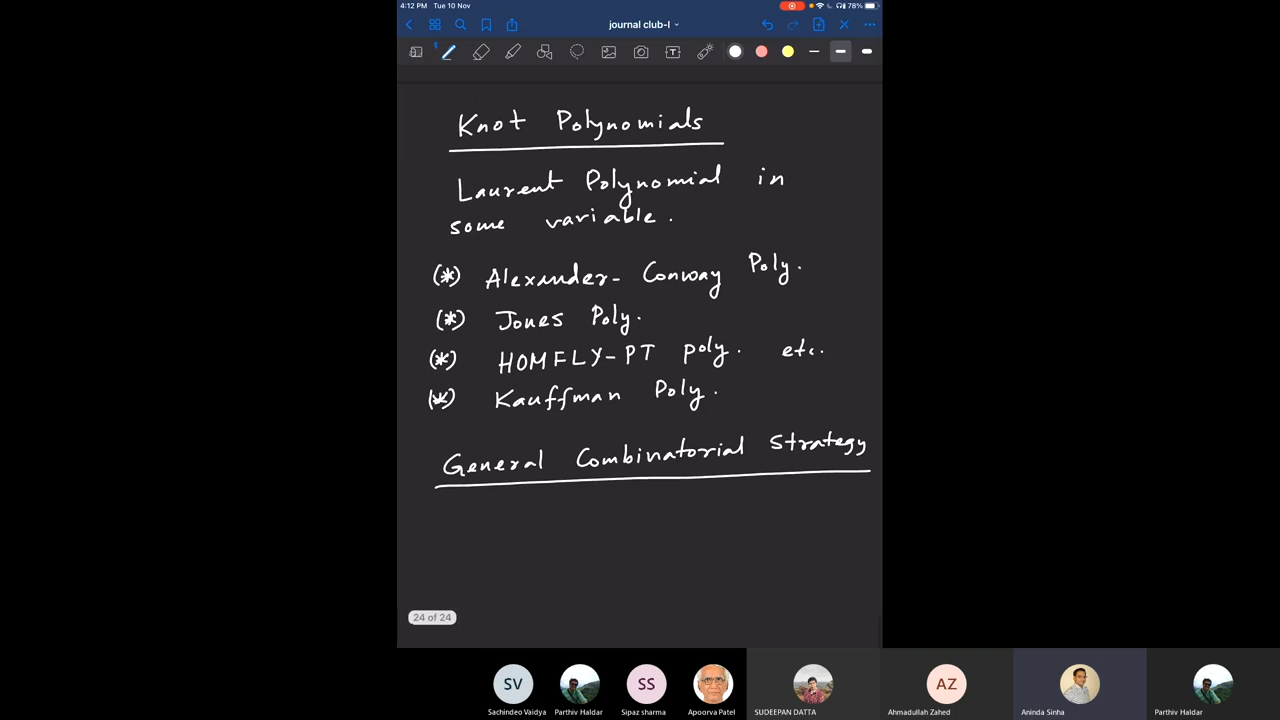 4:12 PM Tue 10 Nov
78%
journal club-I
Knot Polynomials
Laurent Polynomial in
some variable.
(*) Alexander- Conway Poly.
(*) Jones Poly.
(*) HOMFLY-PT poly. etc.
(*) Kauffman Poly.
General Combinatorial Strategy
24 of 24
SV SS AZ
Sachindeo Vaidya Parthiv Haldar Sipaz sharma Apoorva Patel SUDEEPAN DATTA Ahmadullah Zahed Aninda Sinha Parthiv Haldar